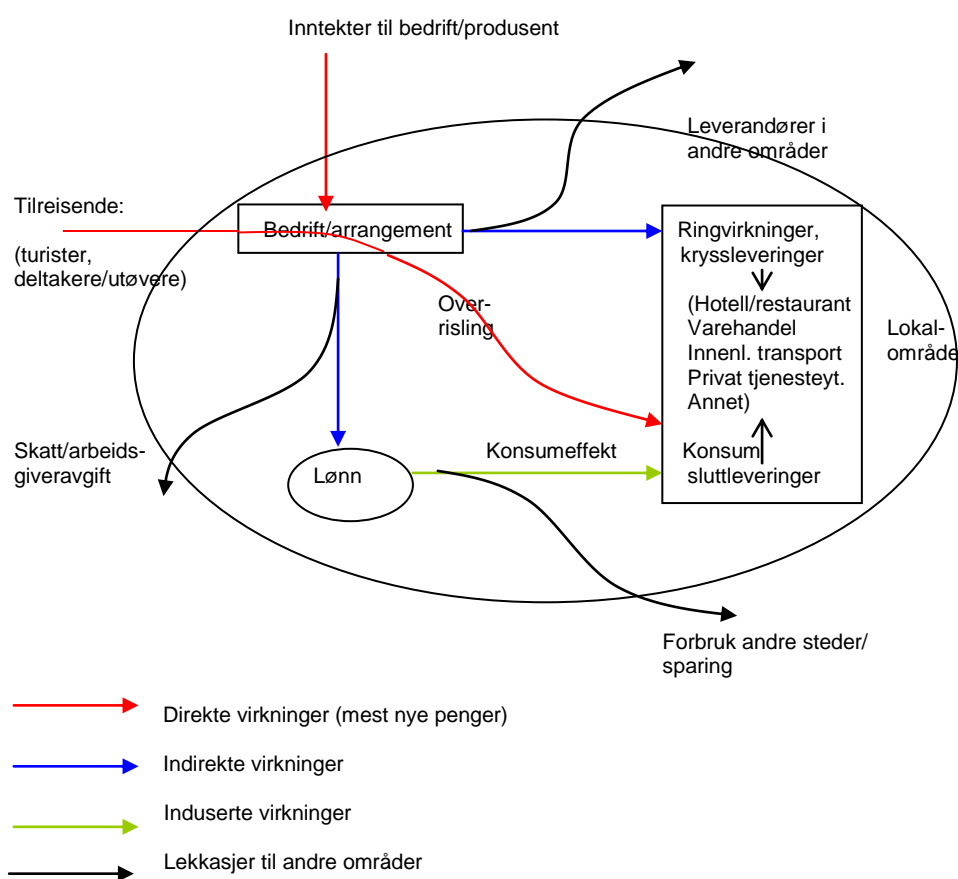 Inntekter til bedrift/produsent
Leverandører i
andre områder
Tilreisende:
(turister,
deltakere/utøvere)
Bedrift/arrangement
Ringvirkninger,
kryssleveringer
(Hotell/restaurant
Varehandel
Innenl. transport
Privat tjenesteyt.
Annet)
Over-
risling
Lokal-
område
Skatt/arbeids-
giveravgift
Lønn
Konsumeffekt
Konsum
sluttleveringer
Forbruk andre steder/
sparing
Direkte virkninger (mest nye penger)
Indirekte virkninger
Induserte virkninger
Lekkasjer til andre områder